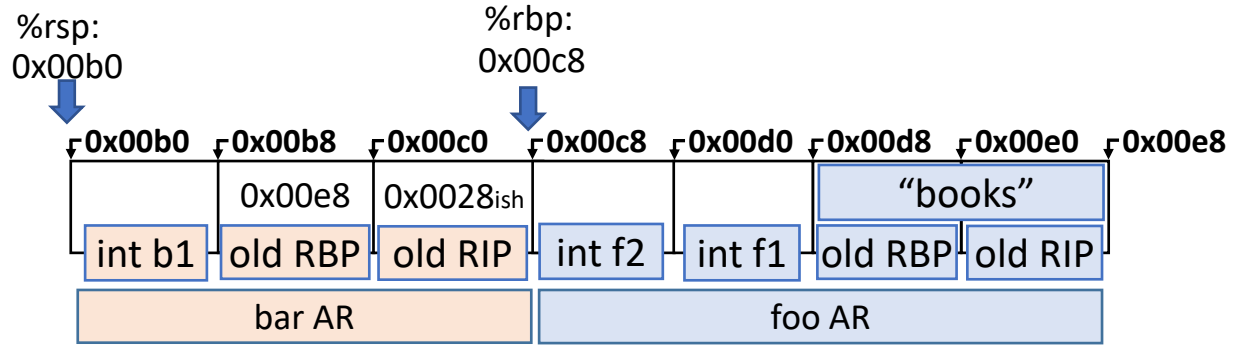 %rsp:
0x00b0
%rbp:
0x00c8
0x00b0 0x00b8 0x00c0 0x00c8 0x00d0 0x00d8 0x00e0 0x00e8
0x00e8 0x0028ish “books”
int b1 old RBP old RIP int f2 int f1 old RBP old RIP
bar AR foo AR